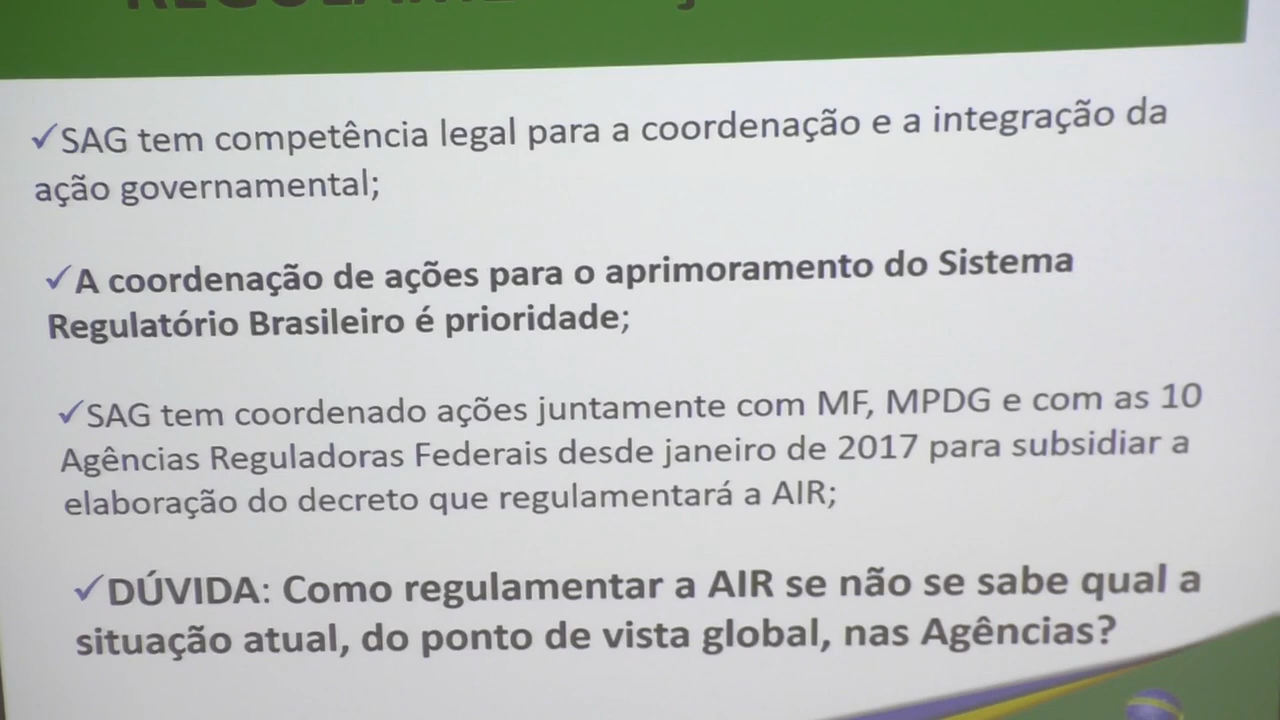 ✓SAG tem competência legal para a coordenação e a integração da
ação governamental;
✓A coordenação de ações para o aprimoramento do Sistema
Regulatório Brasileiro é prioridade;
✓SAG tem coordenado ações juntamente com MF, MPDG e com as 10
Agências Reguladoras Federais desde janeiro de 2017 para subsidiar a
elaboração do decreto que regulamentará a AIR;
✓DÚVIDA: Como regulamentar a AIR se não se sabe qual a
situação atual, do ponto de vista global, nas Agências?